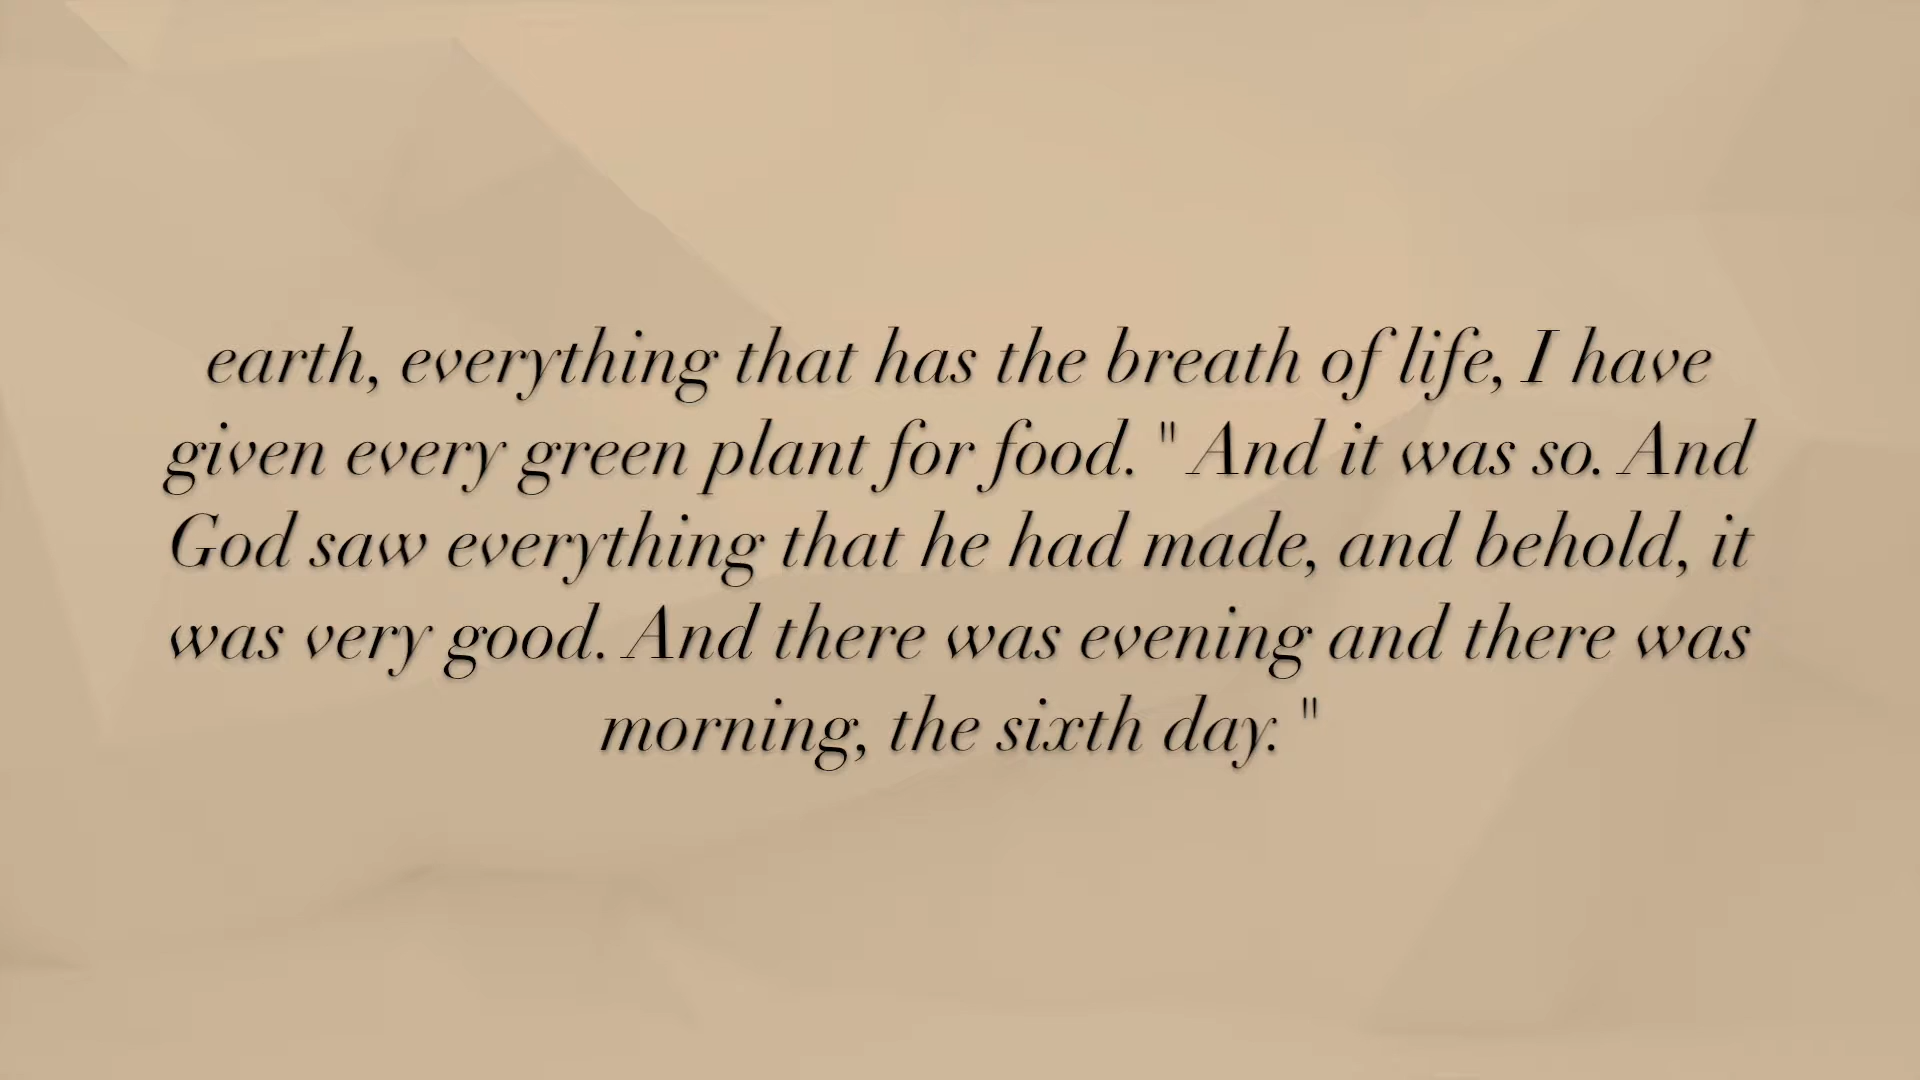 earth, everything that has the breath of life, I have
given every green plant for food. " And it was so. And
God saw everything that he had made, and behold, it
was very good. And there was evening and there was
morning, the sixth day. "